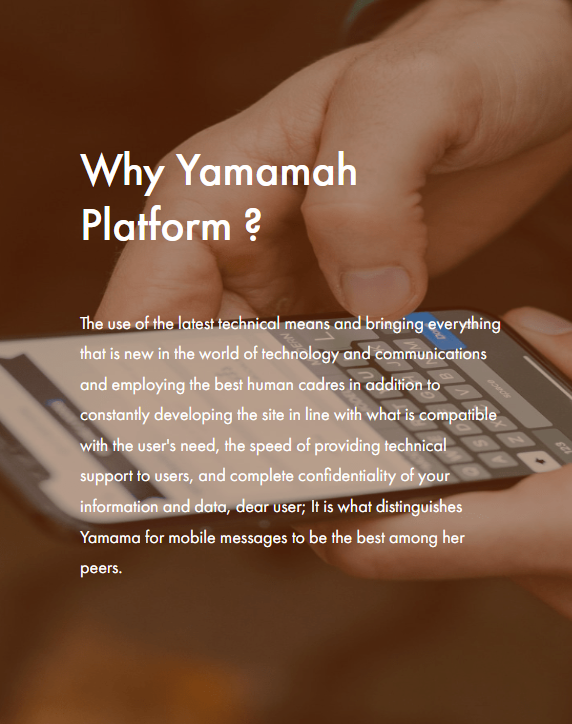 Why Yamamah
Platform ?
The use of the latest technical means and bringing everything
that is new in the world of technology and communications
and employing the best human cadres in addition to
constantly developing the site in line with what is compatible
with the user's need, the speed of providing technical
support to users, and complete confidentiality of your
information and data, dear user; It is what distinguishes
Yamama for mobile messages to be the best among her
peers.